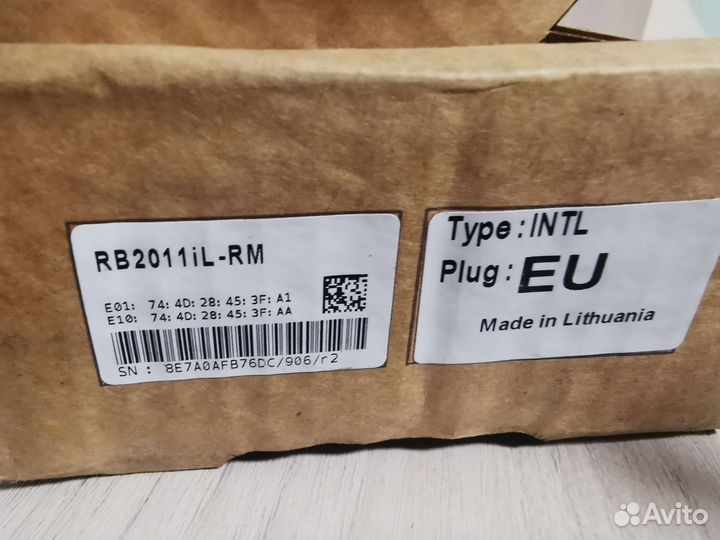 RB2011iL-RM
E01: 74:4D:28:45:3F:A1
E10: 74:4D:28:45:3F:AA
SN : 8E7A0AFB76DC/906/r2
Type:INTL
Plug:EU
Made in Lithuania
Avito